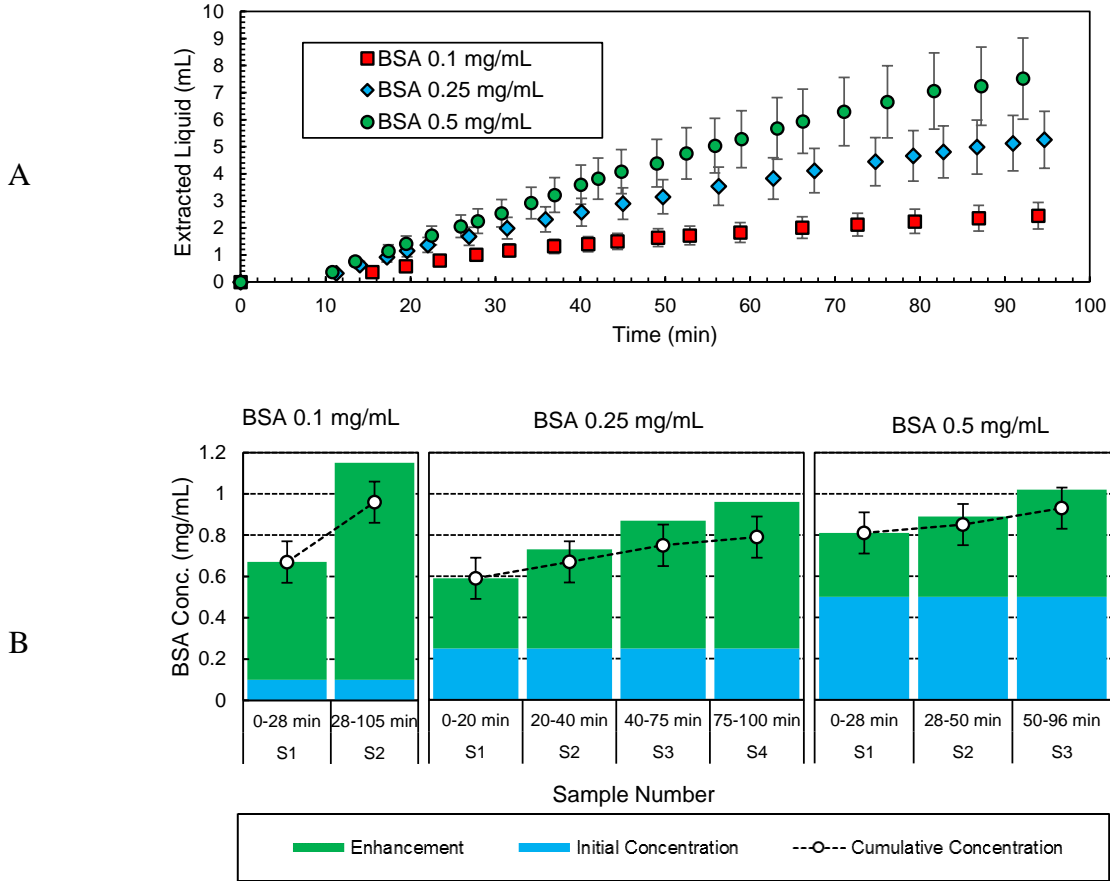 A
Extracted Liquid (mL)
10
9
8
7
6
5
4
3
2
1
0
BSA 0.1 mg/mL
BSA 0.25 mg/mL
BSA 0.5 mg/mL
0 10 20 30 40 50 60 70 80 90 100
Time (min)
B
BSA 0.1 mg/mL BSA 0.25 mg/mL BSA 0.5 mg/mL
BSA Conc. (mg/mL)
1.2
1
0.8
0.6
0.4
0.2
0
0-28 min 28-105 min 0-20 min 20-40 min 40-75 min 75-100 min 0-28 min 28-50 min 50-96 min
S1 S2 S1 S2 S3 S4 S1 S2 S3
Sample Number
Enhancement Initial Concentration Cumulative Concentration